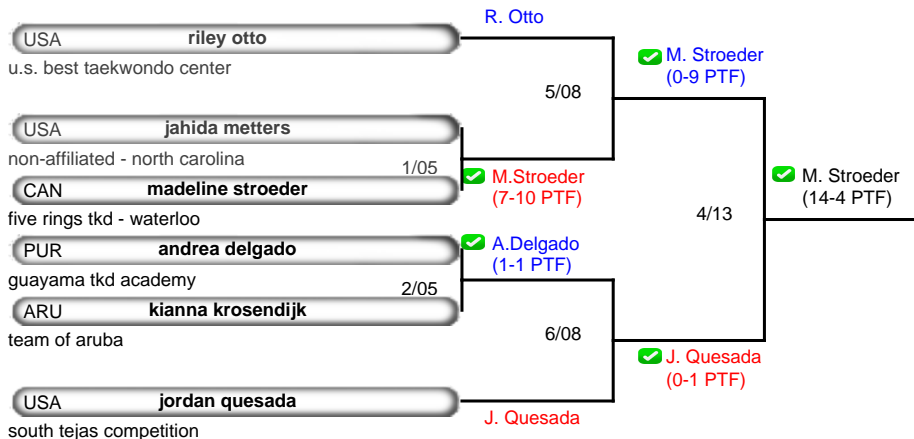 R. Otto
USA riley otto
u.s. best taekwondo center
M. Stroeder
(0-9 PTF)
5/08
USA jahida metters
non-affiliated - north carolina
1/05
M.Stroeder
(7-10 PTF)
CAN madeline stroeder
five rings tkd - waterloo
M. Stroeder
(14-4 PTF)
4/13
PUR andrea delgado
guayama tkd academy
A.Delgado
(1-1 PTF)
2/05
ARU kianna krosendijk
team of aruba
6/08
J. Quesada
(0-1 PTF)
USA jordan quesada
south tejas competition
J. Quesada